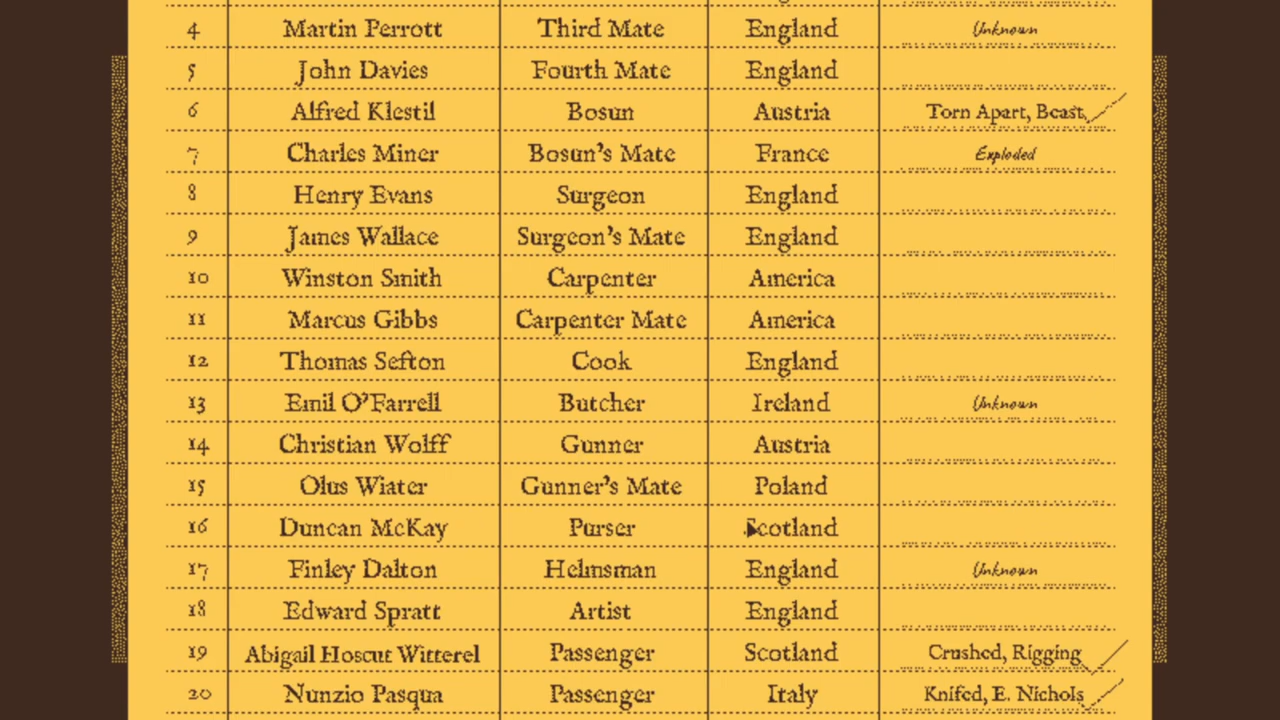 4 Martin Perrott Third Mate England Unknown
5 John Davies Fourth Mate England
6 Alfred Klestil Bosun Austria Torn Apart, Beast
7 Charles Miner Bosun's Mate France Exploded
8 Henry Evans Surgeon England
9 James Wallace Surgeon's Mate England
10 Winston Smith Carpenter America
11 Marcus Gibbs Carpenter Mate America
12 Thomas Sefton Cook England
13 Emil O'Farrell Butcher Ireland Unknown
14 Christian Wolff Gunner Austria
15 Olus Wiater Gunner's Mate Poland
16 Duncan McKay Purser Scotland
17 Finley Dalton Helmsman England Unknown
18 Edward Spratt Artist England
19 Abigail Hoscut Witterel Passenger Scotland Crushed, Rigging
20 Nunzio Pasqua Passenger Italy Knifed, E. Nichols